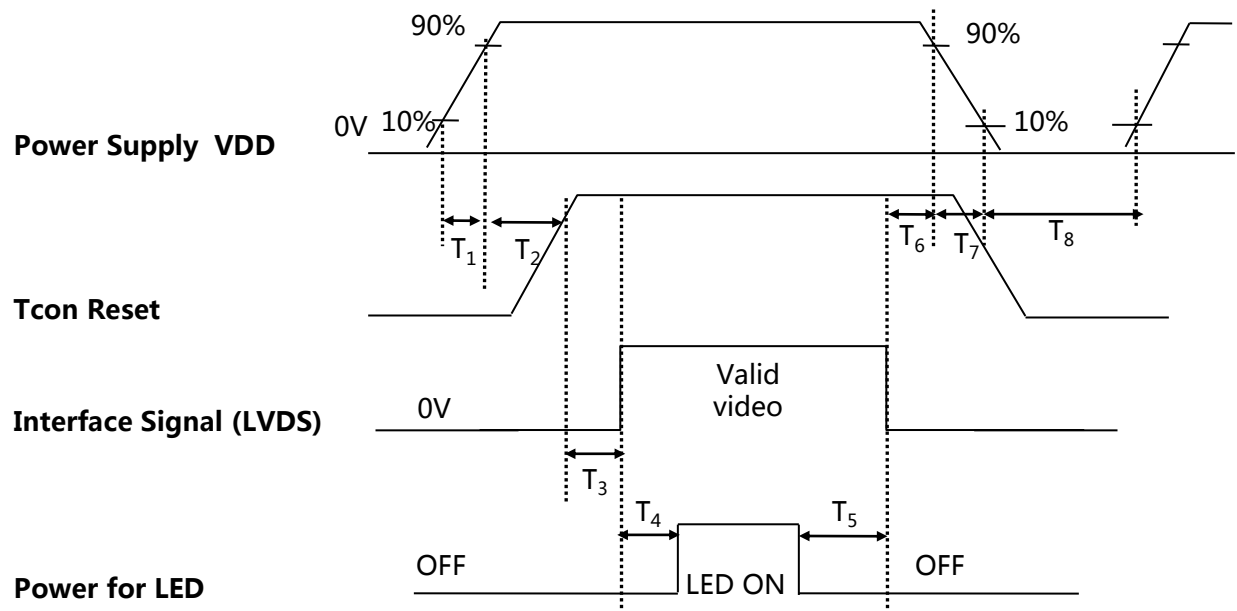 90%
90%
0V 10%
10%
Power Supply VDD
T1
T2
T6
T7
T8
Tcon Reset
Valid
video
0V
Interface Signal (LVDS)
T3
T4
T5
OFF
LED ON
OFF
Power for LED